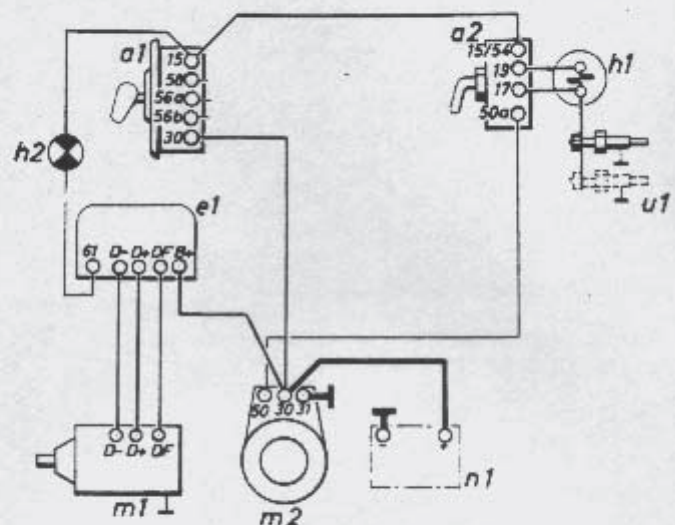 a1
15
58
56a
56b
30
a2
15/54
19
17
50a
h1
h2
u1
e1
61 D- D+ DF B+
50 30 31
D- D+ DF
- +
m1
m2
n1